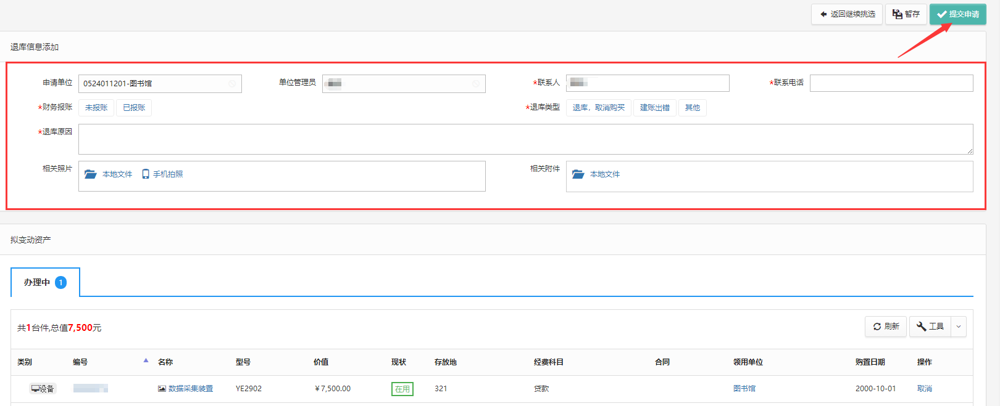 返回继续挑选 暂存 提交申请
退库信息添加
申请单位 0524011201-图书馆 单位管理员 *联系人 *联系电话
*财务报账 未报账 已报账 *退库类型 退库，取消购买 建账出错 其他
*退库原因
相关照片 本地文件 手机拍照 相关附件 本地文件
拟变动资产
办理中 1
共1台件,总值7,500元 刷新 工具
类别 编号 名称 型号 价值 现状 存放地 经费科目 合同 领用单位 购置日期 操作
设备 数据采集装置 YE2902 ￥7,500.00 在用 321 贷款 图书馆 2000-10-01 取消